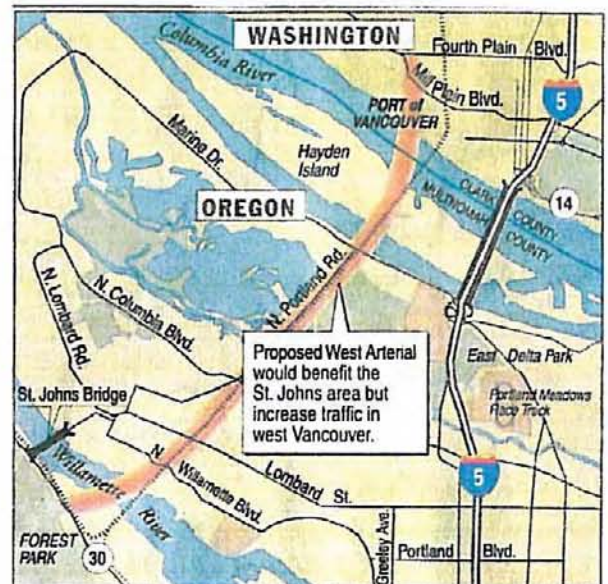 WASHINGTON
Columbia River
Fourth Plain Blvd.
Mill Plain Blvd.
5
PORT of
VANCOUVER
Marine Dr.
Hayden
Island
CLARK COUNTY
MULTNOMAH COUNTY
14
OREGON
N. Portland Rd.
N. Lombard Rd.
N. Columbia Blvd.
Proposed West Arterial
would benefit the
St. Johns area but
increase traffic in
west Vancouver.
East Delta Park
Portland Meadows
Race Track
St. Johns Bridge
Willamette
River
N Willamette Blvd.
Lombard St.
5
FOREST
PARK
30
Greeley Ave.
Portland Blvd.